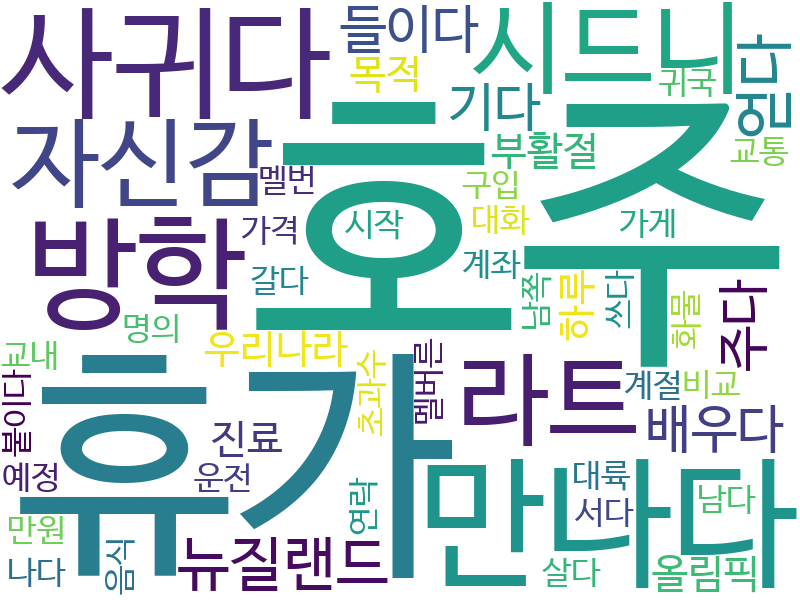 사귀다
들이다
시드니
얻다
목적
귀국
기다
자신감
호주
부활절
교통
멜번
구입
방학
가격
시작
대화
가게
갈다
계좌
남쪽
하루
쓰다
화물
주다
명의
교내
우리나라
휴가
초과수
멜버른
라트
계절
비교
붙이다
진료
배우다
예정
운전
만나다
대륙
연락
만원
서다
남다
나다
음식
뉴질랜드
살다
올림픽